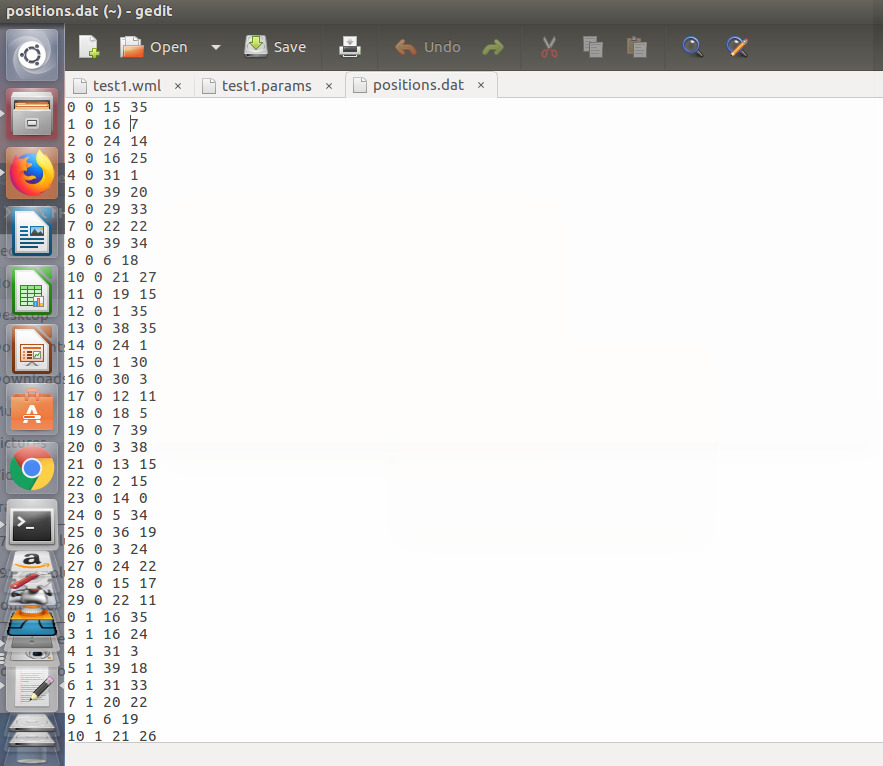 positions.dat (~) - gedit
Open Save Undo
test1.wml × test1.params × positions.dat ×
0 0 15 35
1 0 16 7
2 0 24 14
3 0 16 25
4 0 31 1
5 0 39 20
6 0 29 33
7 0 22 22
8 0 39 34
9 0 6 18
10 0 21 27
11 0 19 15
12 0 1 35
13 0 38 35
14 0 24 1
15 0 1 30
16 0 30 3
17 0 12 11
18 0 18 5
19 0 7 39
20 0 3 38
21 0 13 15
22 0 2 15
23 0 14 0
24 0 5 34
25 0 36 19
26 0 3 24
27 0 24 22
28 0 15 17
29 0 22 11
0 1 16 35
3 1 16 24
4 1 31 3
5 1 39 18
6 1 31 33
7 1 20 22
9 1 6 19
10 1 21 26